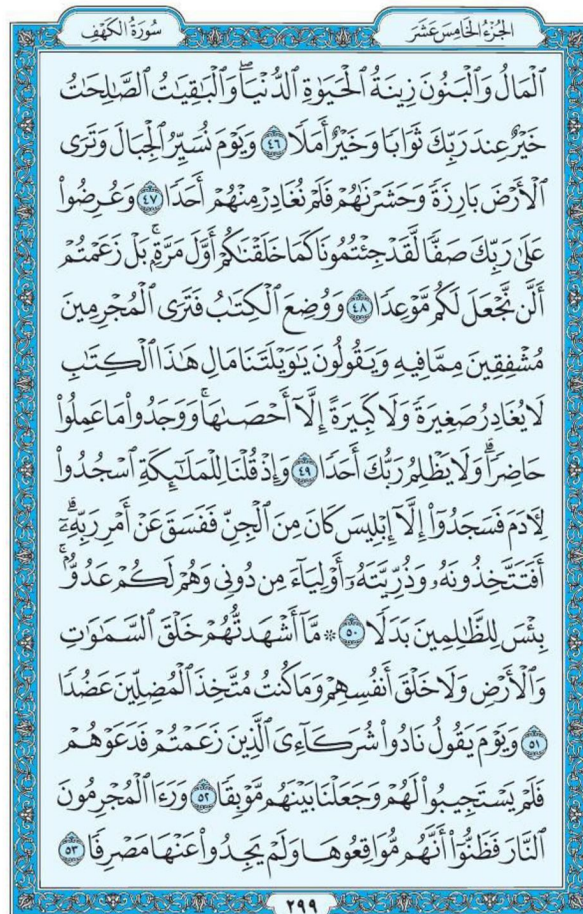 الجُزْءُ الخَامِسَ عَشَرَ
سُورَةُ الكَهْفِ
ٱلْمَالُ وَٱلْبَنُونَ زِينَةُ ٱلْحَيَوٰةِ ٱلدُّنْيَاۖ وَٱلْبَٰقِيَٰتُ ٱلصَّٰلِحَٰتُ
خَيْرٌ عِندَ رَبِّكَ ثَوَابًا وَخَيْرٌ أَمَلًا ٤٦ وَيَوْمَ نُسَيِّرُ ٱلْجِبَالَ وَتَرَى
ٱلْأَرْضَ بَارِزَةً وَحَشَرْنَٰهُمْ فَلَمْ نُغَادِرْ مِنْهُمْ أَحَدًا ٤٧ وَعُرِضُوا۟
عَلَىٰ رَبِّكَ صَفًّا لَّقَدْ جِئْتُمُونَا كَمَا خَلَقْنَٰكُمْ أَوَّلَ مَرَّةٍۭۚ بَلْ زَعَمْتُمْ
أَلَّن نَّجْعَلَ لَكُم مَّوْعِدًا ٤٨ وَوُضِعَ ٱلْكِتَٰبُ فَتَرَى ٱلْمُجْرِمِينَ
مُشْفِقِينَ مِمَّا فِيهِ وَيَقُولُونَ يَٰوَيْلَتَنَا مَالِ هَٰذَا ٱلْكِتَٰبِ
لَا يُغَادِرُ صَغِيرَةً وَلَا كَبِيرَةً إِلَّآ أَحْصَىٰهَاۚ وَوَجَدُوا۟ مَا عَمِلُوا۟
حَاضِرًاۗ وَلَا يَظْلِمُ رَبُّكَ أَحَدًا ٤٩ وَإِذْ قُلْنَا لِلْمَلَٰٓئِكَةِ ٱسْجُدُوا۟
لِءَادَمَ فَسَجَدُوٓا۟ إِلَّآ إِبْلِيسَ كَانَ مِنَ ٱلْجِنِّ فَفَسَقَ عَنْ أَمْرِ رَبِّهِۦٓۗ
أَفَتَتَّخِذُونَهُۥ وَذُرِّيَّتَهُۥٓ أَوْلِيَآءَ مِن دُونِى وَهُمْ لَكُمْ عَدُوٌّۢۚ
بِئْسَ لِلظَّٰلِمِينَ بَدَلًا ٥٠ ۞ مَّآ أَشْهَدتُّهُمْ خَلْقَ ٱلسَّمَٰوَٰتِ
وَٱلْأَرْضِ وَلَا خَلْقَ أَنفُسِهِمْ وَمَا كُنتُ مُتَّخِذَ ٱلْمُضِلِّينَ عَضُدًا
٥١ وَيَوْمَ يَقُولُ نَادُوا۟ شُرَكَآءِىَ ٱلَّذِينَ زَعَمْتُمْ فَدَعَوْهُمْ
فَلَمْ يَسْتَجِيبُوا۟ لَهُمْ وَجَعَلْنَا بَيْنَهُم مَّوْبِقًا ٥٢ وَرَءَا ٱلْمُجْرِمُونَ
ٱلنَّارَ فَظَنُّوٓا۟ أَنَّهُم مُّوَاقِعُوهَا وَلَمْ يَجِدُوا۟ عَنْهَا مَصْرِفًا ٥٣
٢٩٩